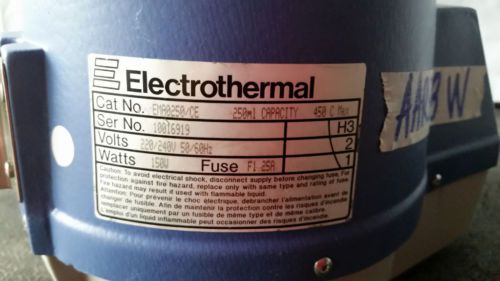 Electrothermal
Cat No. EMA0250/CE 250ml CAPACITY 450 C Max
Ser No. 10016919 H3
Volts 220/240V 50/60Hz 2
Watts 150W Fuse F1.25A 1
Caution: To avoid electrical shock, disconnect supply before changing fuse. For
protection against fire hazard, replace only with same type and rating of fuse.
Fire hazard may result if used with flammable liquid.
Attention! Pour prévenir le choc électrique, debrancher l'alimentation avant de
changer de fusible. Afin de maintenir la protection contre les risques d'incendie
remplacer uniquement par un fusible de même type et de même calibre.
L emploi d'un liquid inflammable peut occasionner des risques d'incendie.
AAR3 W